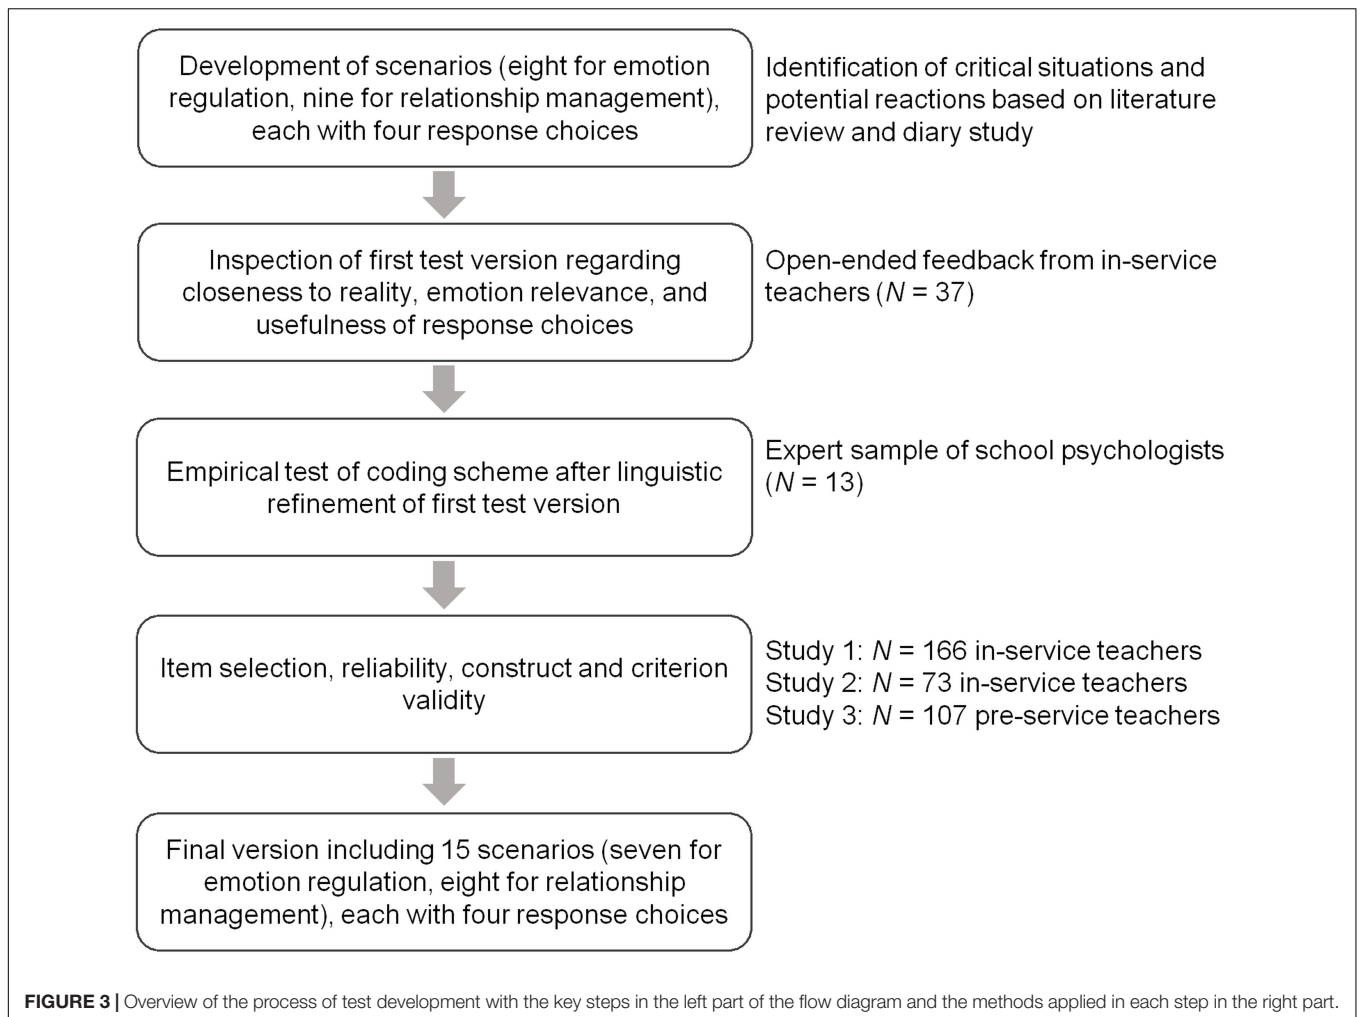 Development of scenarios (eight for emotion
regulation, nine for relationship management),
each with four response choices
Identification of critical situations and
potential reactions based on literature
review and diary study
Inspection of first test version regarding
closeness to reality, emotion relevance, and
usefulness of response choices
Open-ended feedback from in-service
teachers (N = 37)
Empirical test of coding scheme after linguistic
refinement of first test version
Expert sample of school psychologists
(N = 13)
Item selection, reliability, construct and criterion
validity
Study 1: N = 166 in-service teachers
Study 2: N = 73 in-service teachers
Study 3: N = 107 pre-service teachers
Final version including 15 scenarios (seven for
emotion regulation, eight for relationship
management), each with four response choices
FIGURE 3 | Overview of the process of test development with the key steps in the left part of the flow diagram and the methods applied in each step in the right part.